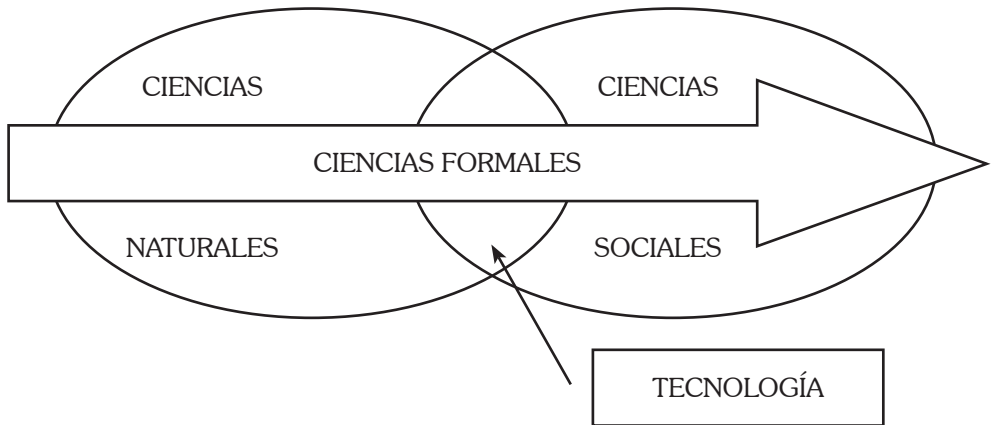 CIENCIAS
CIENCIAS
CIENCIAS FORMALES
NATURALES
SOCIALES
TECNOLOGÍA